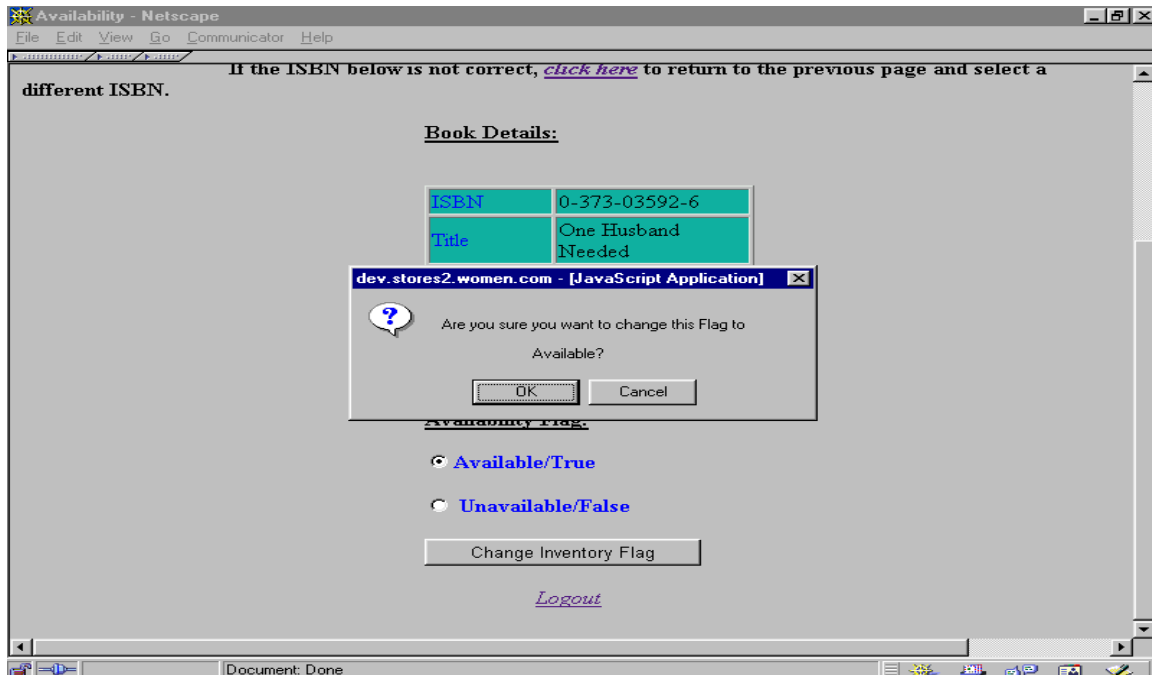 Availability - Netscape
File Edit View Go Communicator Help
If the ISBN below is not correct, click here to return to the previous page and select a
different ISBN.
Book Details:
ISBN 0-373-03592-6
Title One Husband
Needed
dev.stores2.women.com - [JavaScript Application]
Are you sure you want to change this Flag to
Available?
OK Cancel
Availability Flag:
Available/True
Unavailable/False
Change Inventory Flag
Logout
Document: Done